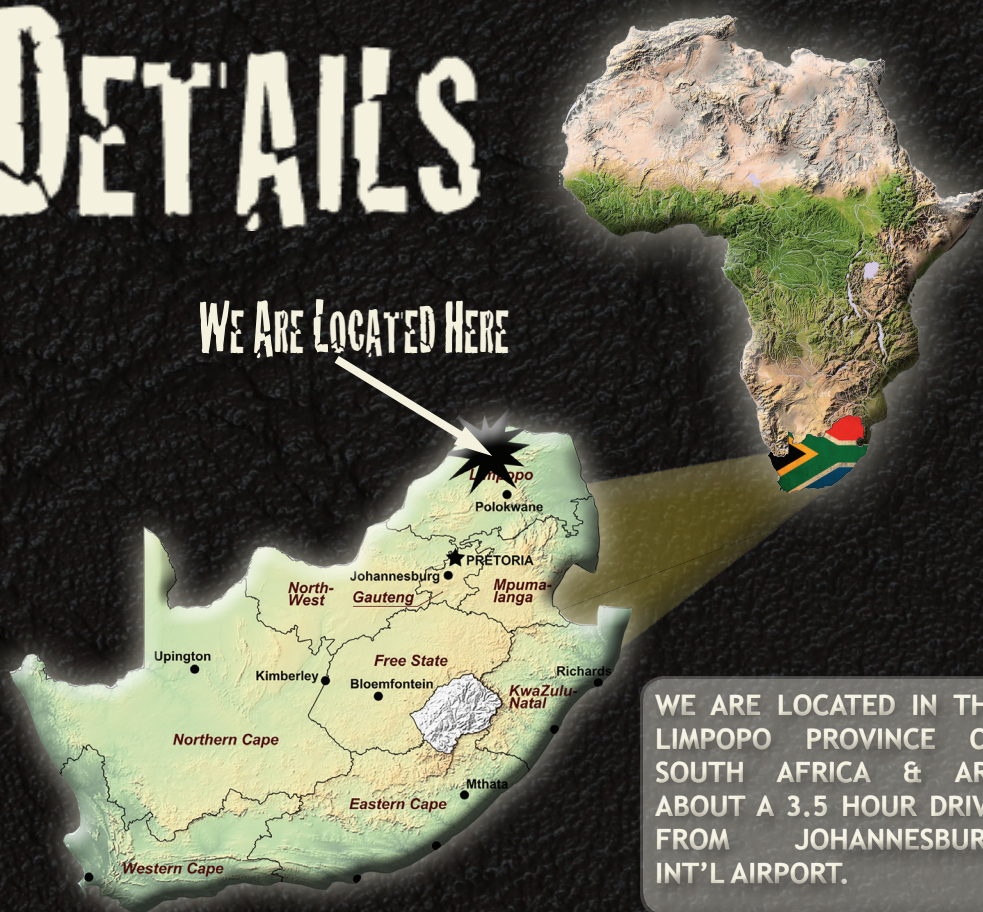 DETAILS
WE ARE LOCATED HERE
Limpopo
Polokwane
PRETORIA
Johannesburg
North-
West
Gauteng
Mpuma-
langa
Upington
Kimberley
Free State
Bloemfontein
Richards
KwaZulu-
Natal
Northern Cape
Mthata
Eastern Cape
Western Cape
WE ARE LOCATED IN TH
LIMPOPO PROVINCE O
SOUTH AFRICA & AR
ABOUT A 3.5 HOUR DRIV
FROM JOHANNESBUR
INT'L AIRPORT.